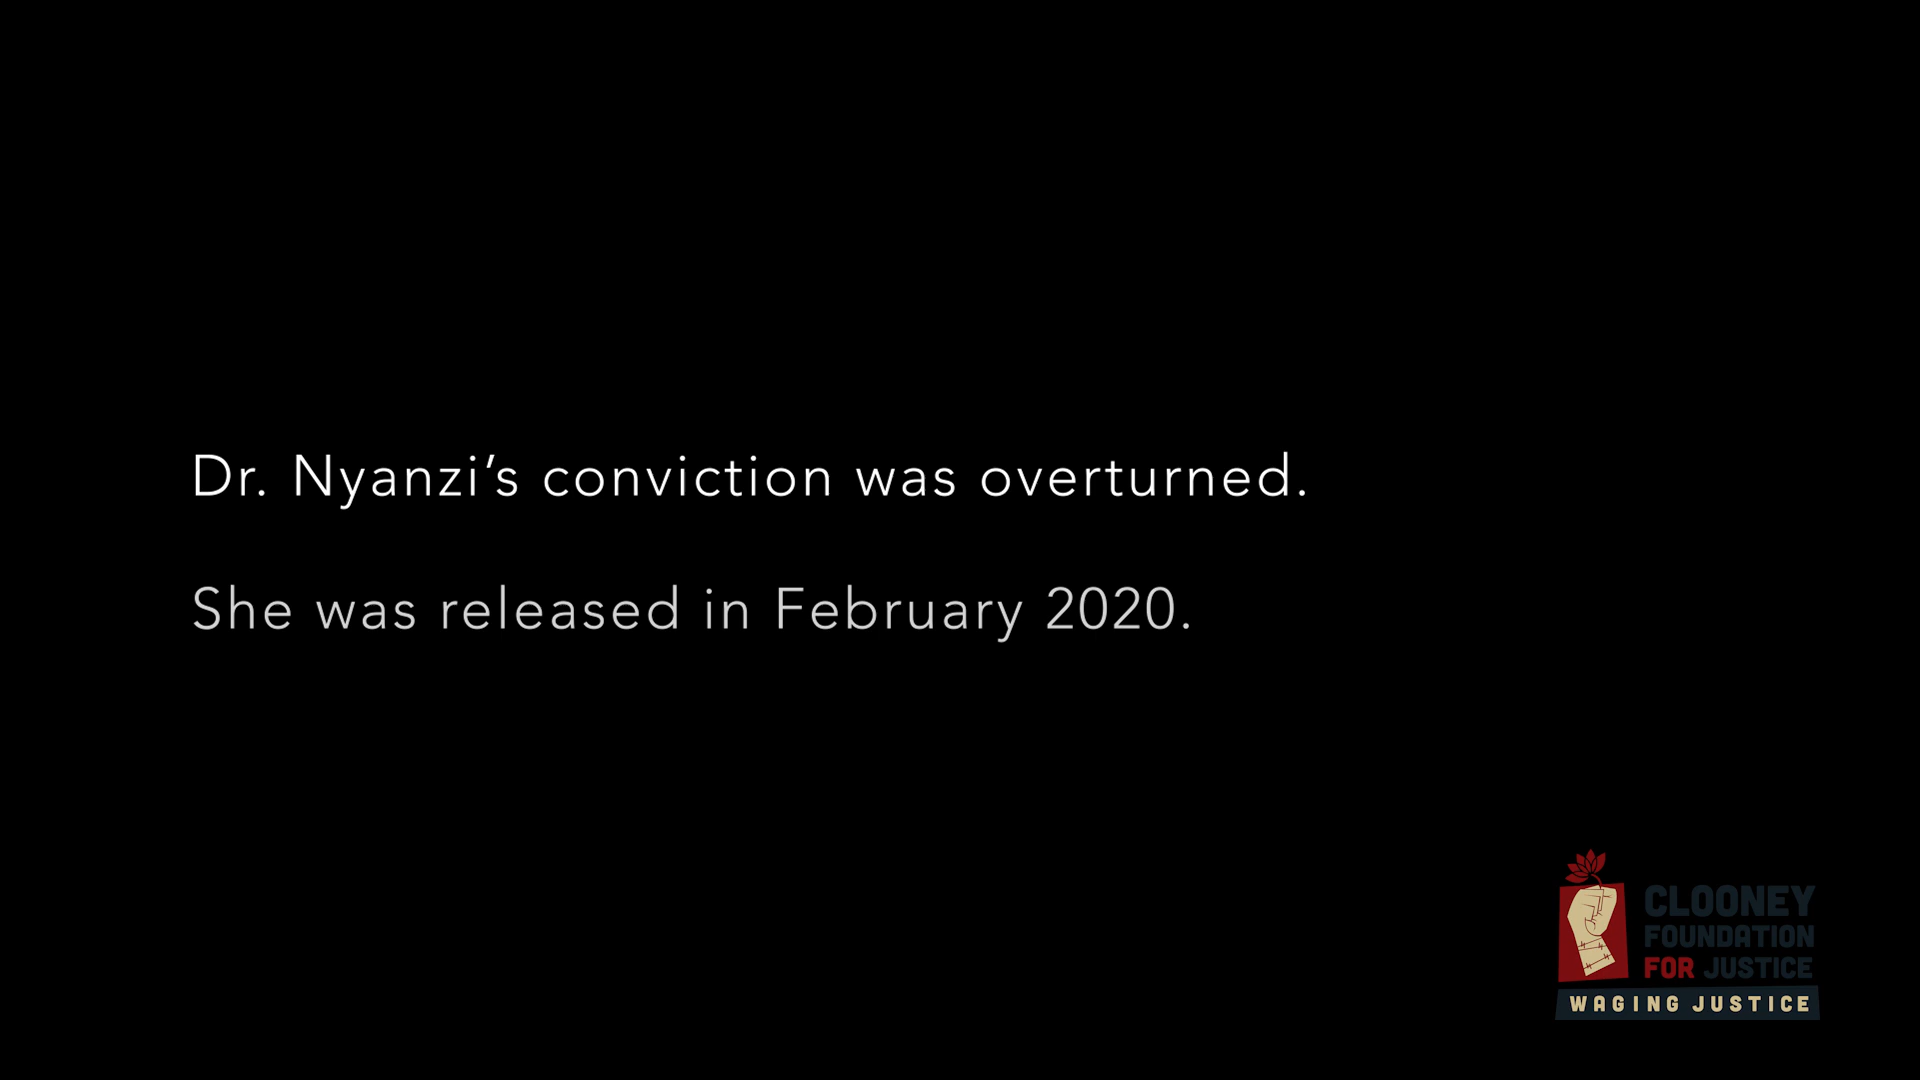 Dr. Nyanzi’s conviction was overturned.
She was released in February 2020.
CLOONEY
FOUNDATION
FOR JUSTICE
WAGING JUSTICE